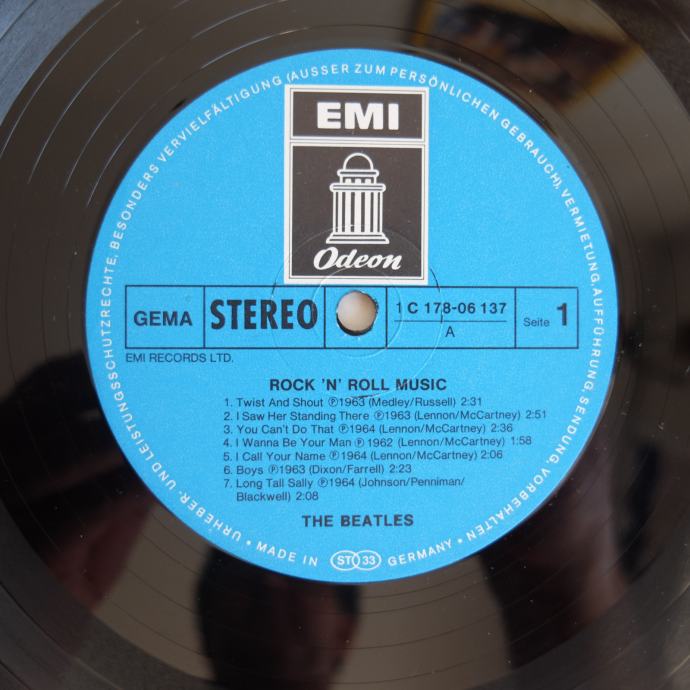 URHEBER- UND LEISTUNGSSCHUTZRECHTE, BESONDERS VERVIELFÄLTIGUNG (AUSSER ZUM PERSÖNLICHEN GEBRAUCH), VERMIETUNG, AUFFÜHRUNG, SENDUNG, VORBEHALTEN •
EMI
Odeon
GEMA STEREO 1 C 178-06 137
A
Seite 1
EMI RECORDS LTD.
ROCK 'N' ROLL MUSIC
1. Twist And Shout ℗1963 (Medley/Russell) 2:31
2. I Saw Her Standing There ℗1963 (Lennon/McCartney) 2:51
3. You Can't Do That ℗1964 (Lennon/McCartney) 2:36
4. I Wanna Be Your Man ℗1962 (Lennon/McCartney) 1:58
5. I Call Your Name ℗1964 (Lennon/McCartney) 2:06
6. Boys ℗1963 (Dixon/Farrell) 2:23
7. Long Tall Sally ℗1964 (Johnson/Penniman/
Blackwell) 2:08
THE BEATLES
• MADE IN ST 33 GERMANY •